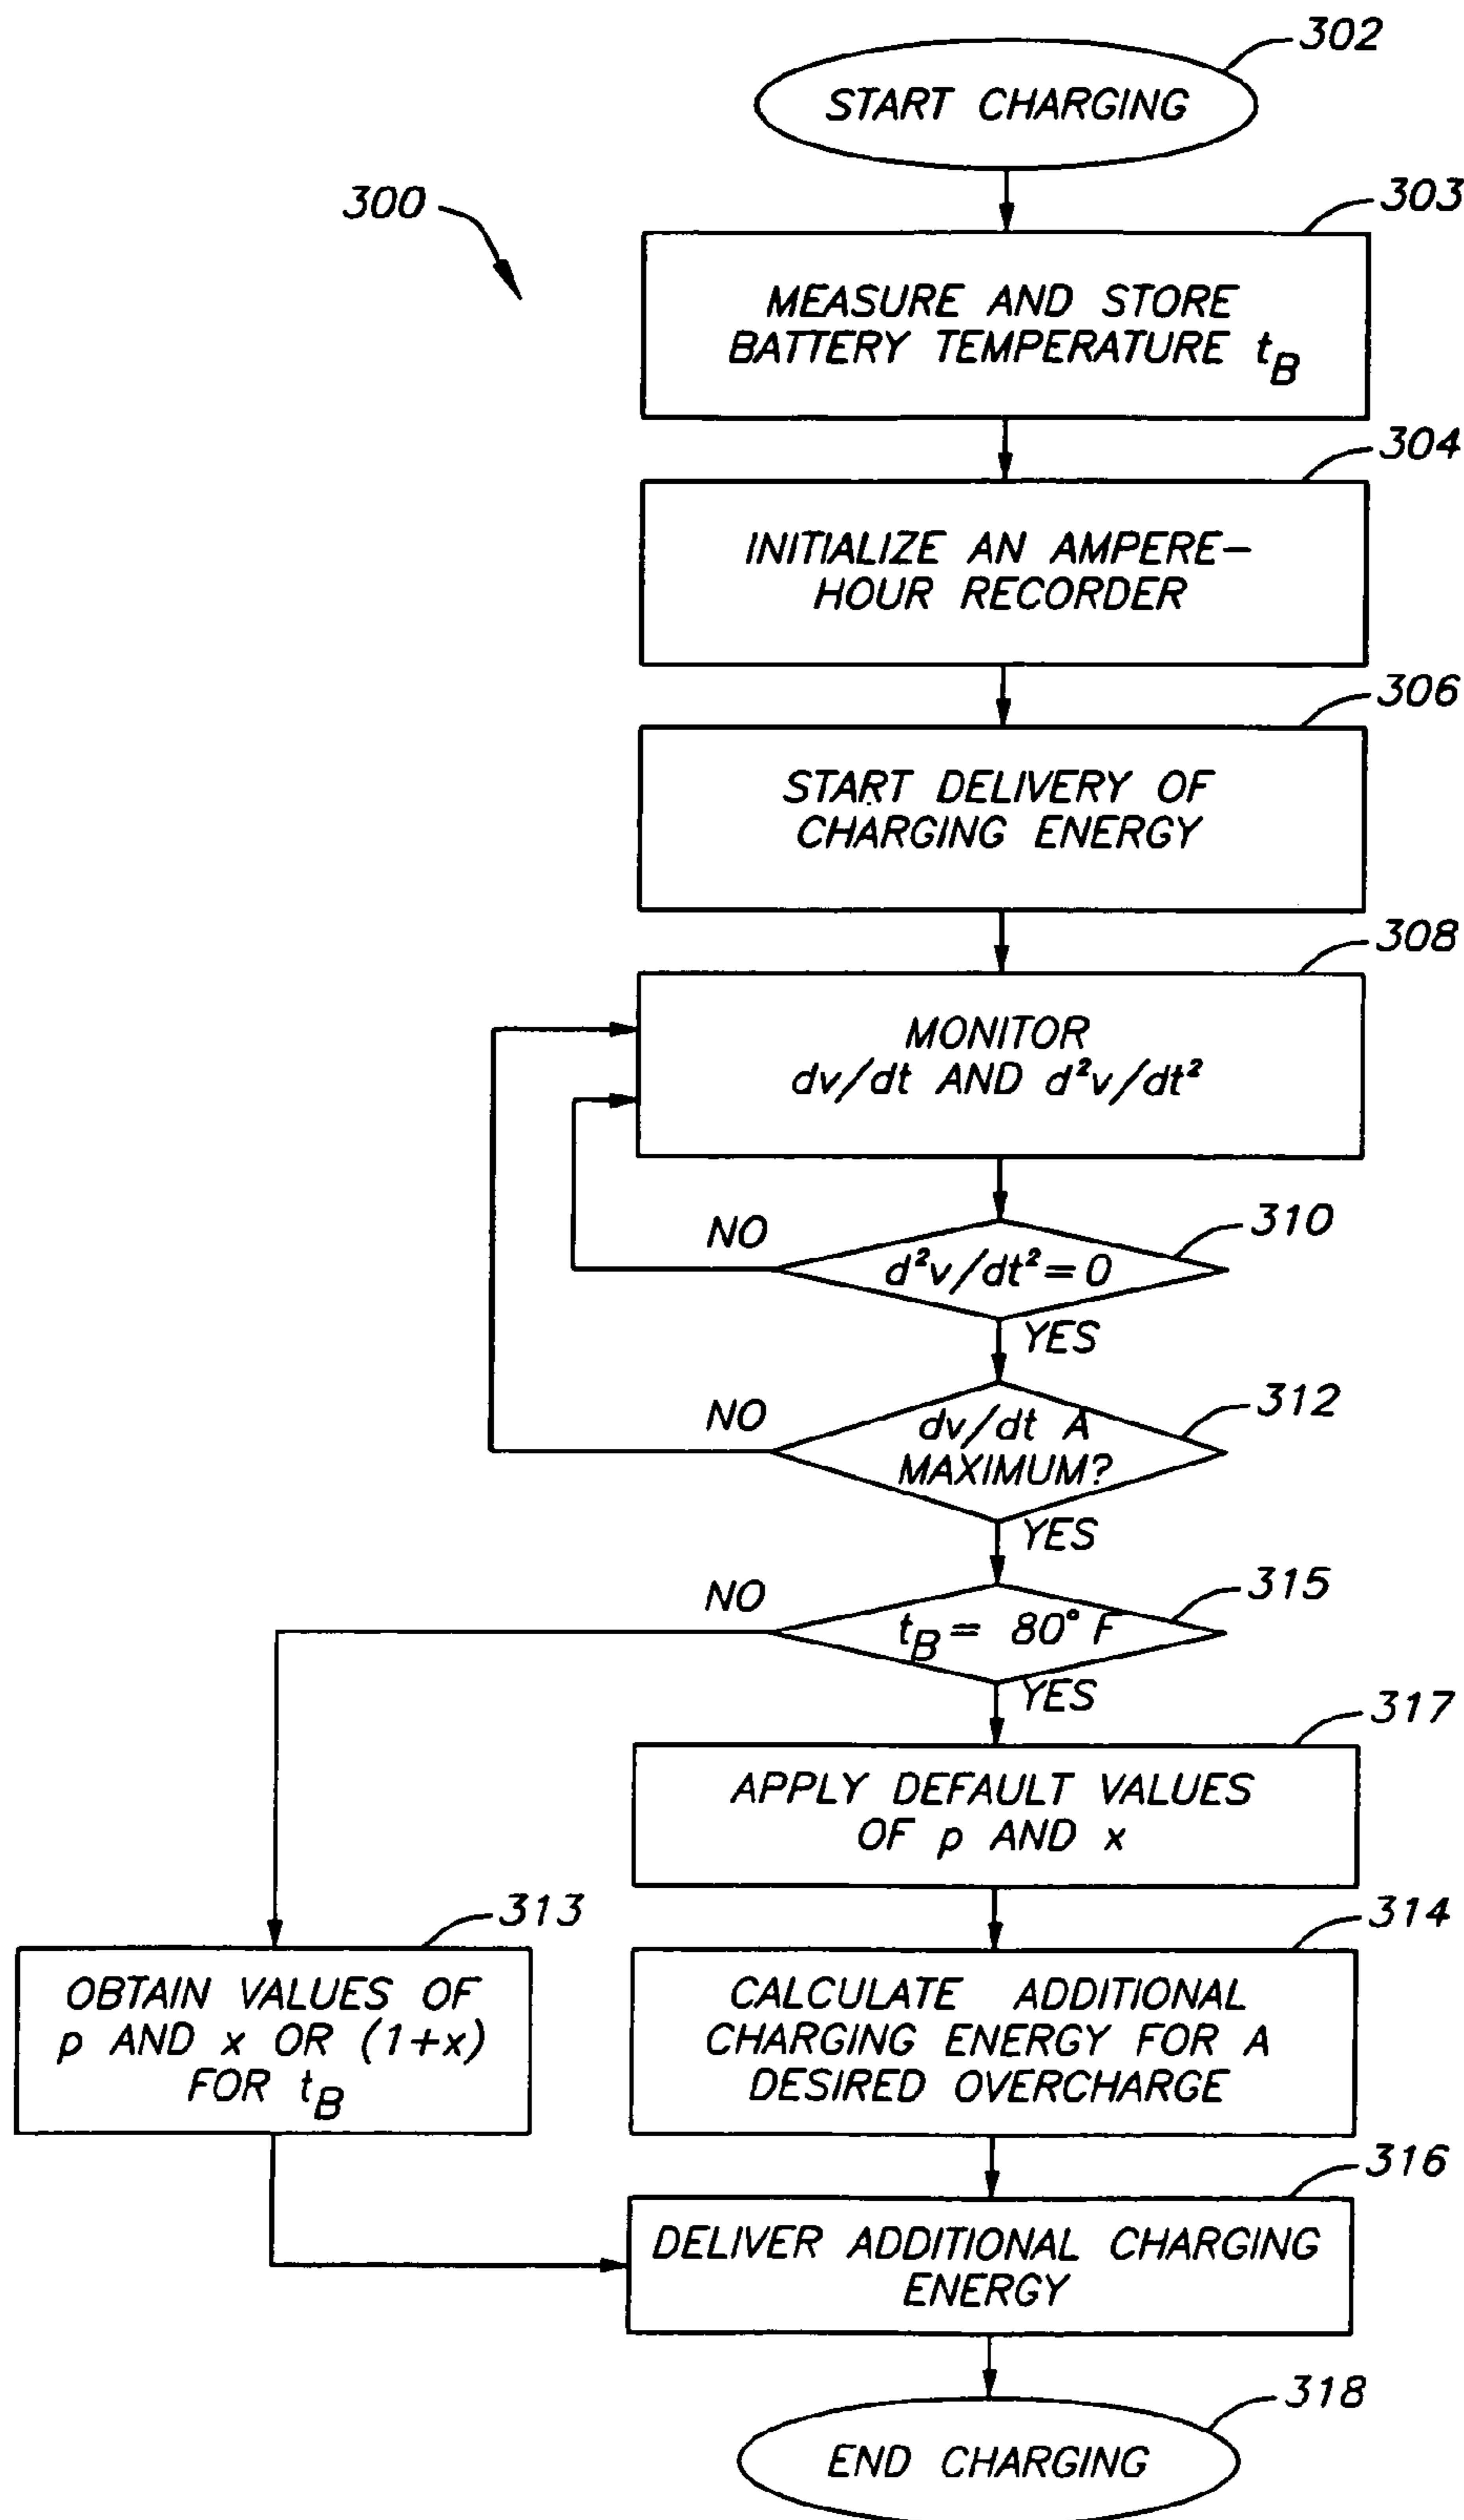 302
START CHARGING
300
303
MEASURE AND STORE
BATTERY TEMPERATURE t_B
304
INITIALIZE AN AMPERE-
HOUR RECORDER
306
START DELIVERY OF
CHARGING ENERGY
308
MONITOR
dv/dt AND d²v/dt²
310
NO
d²v/dt²=0
YES
312
NO
dv/dt A
MAXIMUM?
YES
315
NO
t_B = 80° F
YES
317
APPLY DEFAULT VALUES
OF p AND x
313
OBTAIN VALUES OF
p AND x OR (1+x)
FOR t_B
314
CALCULATE ADDITIONAL
CHARGING ENERGY FOR A
DESIRED OVERCHARGE
316
DELIVER ADDITIONAL CHARGING
ENERGY
318
END CHARGING